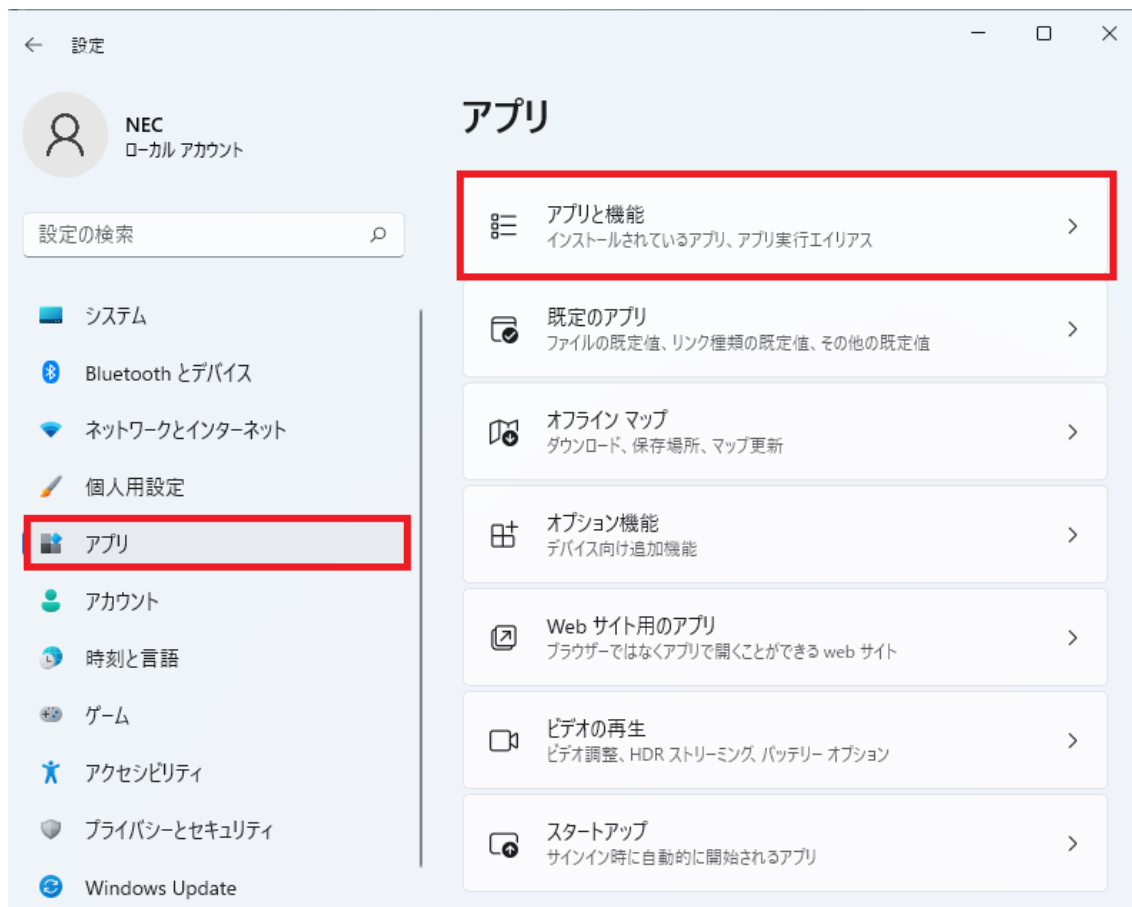 設定
NEC
ローカル アカウント
設定の検索
システム
Bluetooth とデバイス
ネットワークとインターネット
個人用設定
アプリ
アカウント
時刻と言語
ゲーム
アクセシビリティ
プライバシーとセキュリティ
Windows Update
アプリ
アプリと機能
インストールされているアプリ、アプリ実行エイリアス
既定のアプリ
ファイルの既定値、リンク種類の既定値、その他の既定値
オフライン マップ
ダウンロード、保存場所、マップ更新
オプション機能
デバイス向け追加機能
Web サイト用のアプリ
ブラウザーではなくアプリで開くことができる web サイト
ビデオの再生
ビデオ調整、HDR ストリーミング、バッテリー オプション
スタートアップ
サインイン時に自動的に開始されるアプリ